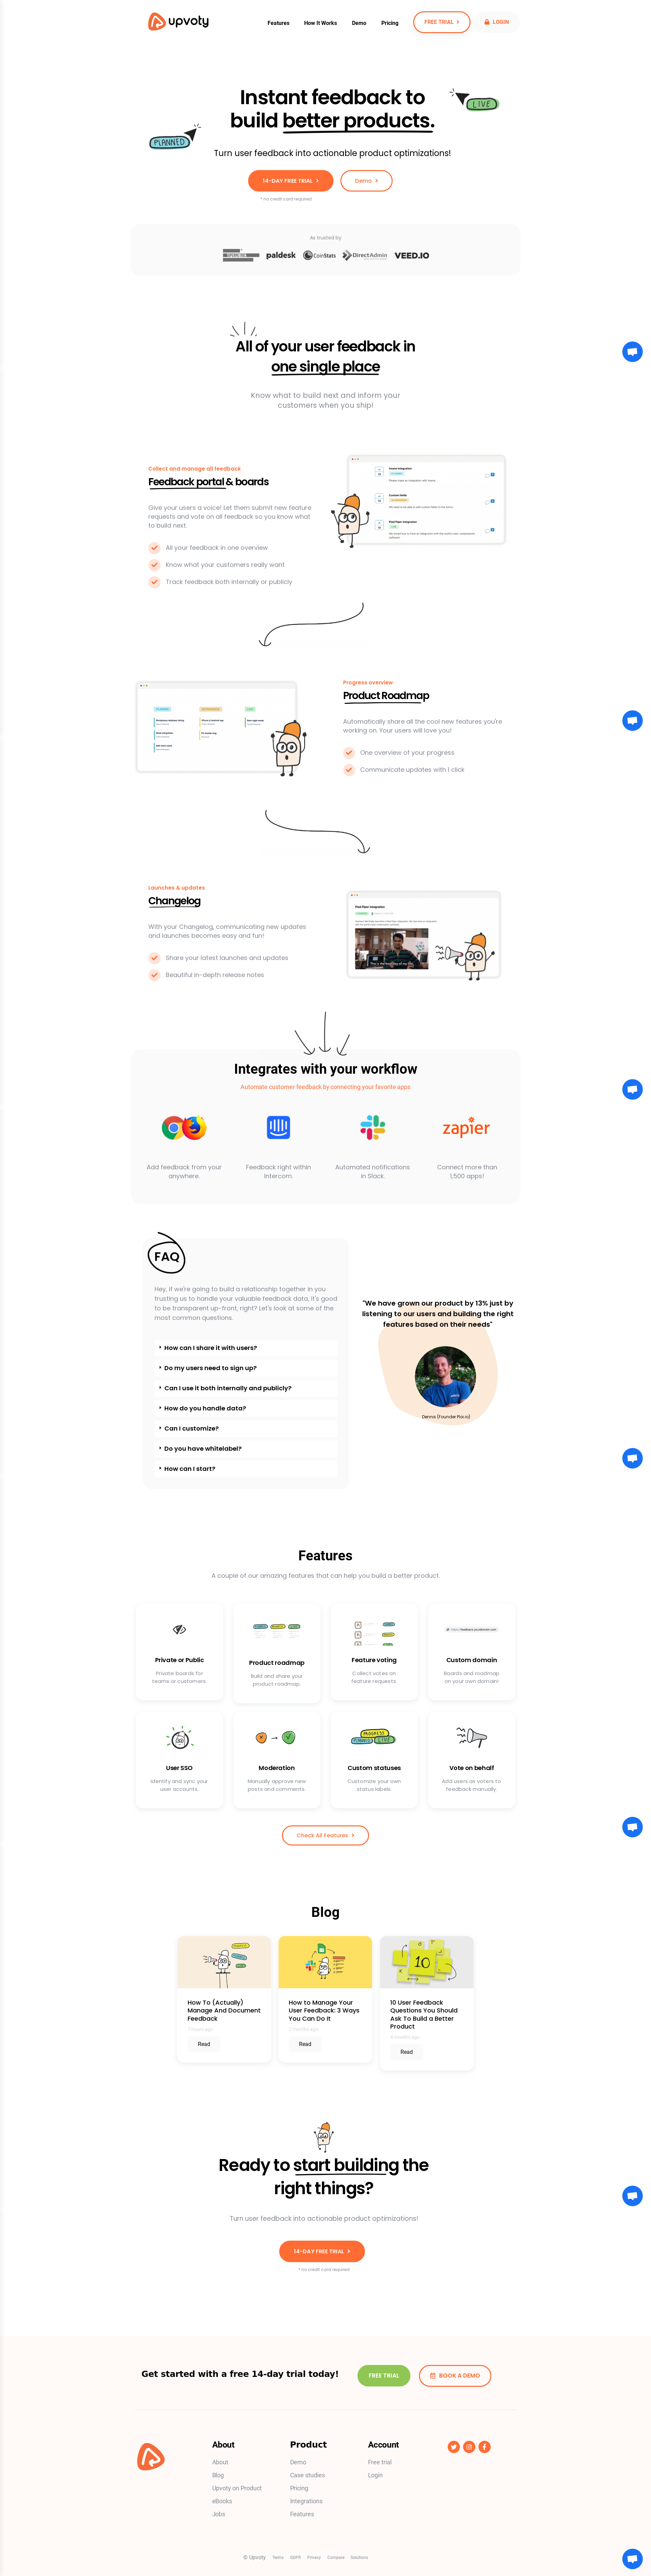 upvoty
Features
How It Works
Demo
Pricing
FREE TRIAL
LOGIN
Instant feedback to
build better products.
LIVE
PLANNED
Turn user feedback into actionable product optimizations!
14-DAY FREE TRIAL
Demo
* no credit card required
As trusted by
paldesk
CoinStats
DirectAdmin
VEED.IO
All of your user feedback in
one single place
Know what to build next and inform your
customers when you ship!
Collect and manage all feedback
Feedback portal & boards
Give your users a voice! Let them submit new feature
requests and vote on all feedback so you know what
to build next.
All your feedback in one overview
Know what your customers really want
Track feedback both internally or publicly
Progress overview
Product Roadmap
Automatically share all the cool new features you're
working on. Your users will love you!
One overview of your progress
Communicate updates with 1 click
Launches & updates
Changelog
With your Changelog, communicating new updates
and launches becomes easy and fun!
Share your latest launches and updates
Beautiful in-depth release notes
Integrates with your workflow
Automate customer feedback by connecting your favorite apps
zapier
Add feedback from your
anywhere.
Feedback right within
Intercom.
Automated notifications
in Slack.
Connect more than
1,500 apps!
FAQ
Hey, if we're going to build a relationship together in you
trusting us to handle your valuable feedback data, it's good
to be transparent up-front, right? Let's look at some of the
most common questions.
How can I share it with users?
Do my users need to sign up?
Can I use it both internally and publicly?
How do you handle data?
Can I customize?
Do you have whitelabel?
How can I start?
"We have grown our product by 13% just by
listening to our users and building the right
features based on their needs"
Dennis (Founder Plor.io)
Features
A couple of our amazing features that can help you build a better product.
Private or Public
Private boards for
teams or customers.
Product roadmap
Build and share your
product roadmap.
Feature voting
Collect votes on
feature requests.
Custom domain
Boards and roadmap
on your own domain!
User SSO
Identify and sync your
user accounts.
Moderation
Manually approve new
posts and comments.
PROGRESS
PLANNED
LIVE
Custom statuses
Customize your own
status labels.
Vote on behalf
Add users as voters to
feedback manually.
Check All Features
Blog
How To (Actually)
Manage And Document
Feedback
Read
How to Manage Your
User Feedback: 3 Ways
You Can Do It
Read
10
10 User Feedback
Questions You Should
Ask To Build a Better
Product
Read
Ready to start building the
right things?
Turn user feedback into actionable product optimizations!
14-DAY FREE TRIAL
* no credit card required
Get started with a free 14-day trial today!
FREE TRIAL
BOOK A DEMO
About
About
Blog
Upvoty on Product
eBooks
Jobs
Product
Demo
Case studies
Pricing
Integrations
Features
Account
Free trial
Login
© Upvoty
Terms
GDPR
Privacy
Compare
Solutions